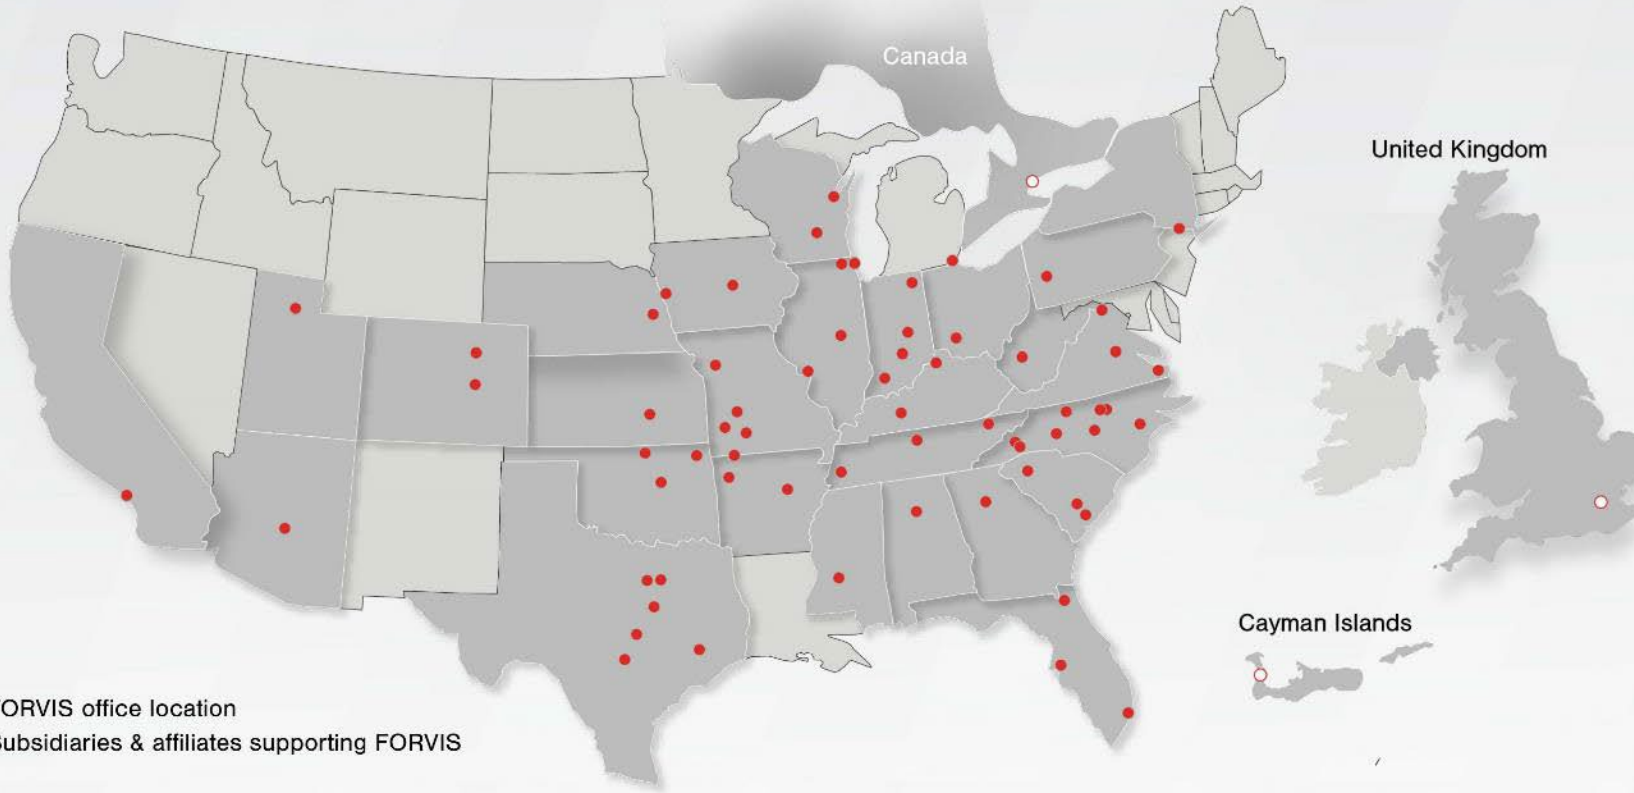 Canada
United Kingdom
Cayman Islands
ORVIS office location
ubsidiaries & affiliates supporting FORVIS